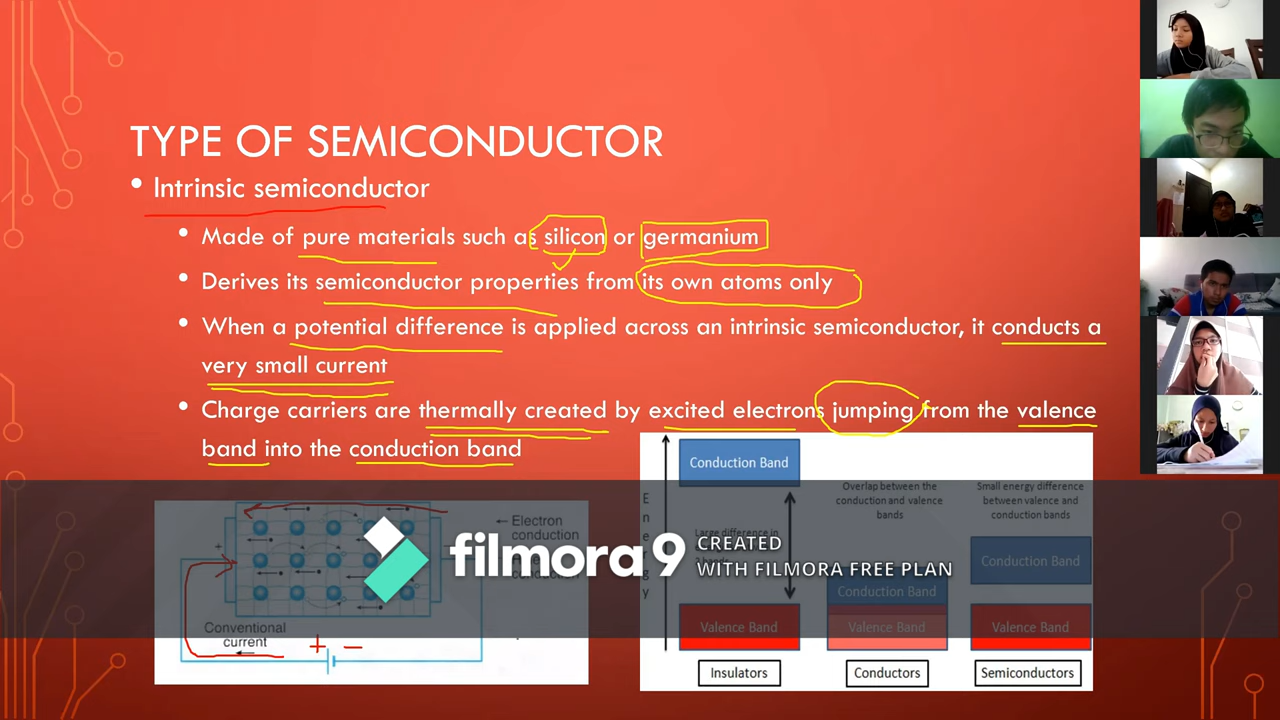 TYPE OF SEMICONDUCTOR
• Intrinsic semiconductor
• Made of pure materials such as silicon or germanium
• Derives its semiconductor properties from its own atoms only
• When a potential difference is applied across an intrinsic semiconductor, it conducts a
very small current
• Charge carriers are thermally created by excited electrons jumping from the valence
band into the conduction band
+
Electron
conduction
Conventional
current
+ −
Energy
Conduction Band
Large difference in
Valence Band
Insulators
Overlap between the
conduction and valence
bands
Conduction Band
Valence Band
Conductors
Small energy difference
between valence and
conduction bands
Conduction Band
Valence Band
Semiconductors
filmora9
CREATED
WITH FILMORA FREE PLAN